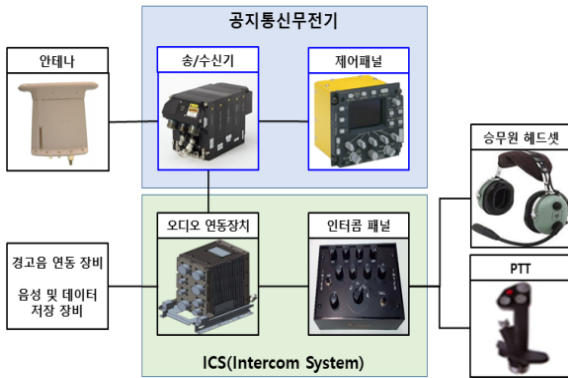 공지통신무전기
안테나
송/수신기
제어패널
승무원 헤드셋
오디오 연동장치
인터콤 패널
경고음 연동 장비
음성 및 데이터
저장 장비
PTT
ICS(Intercom System)